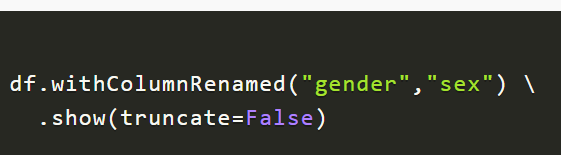 df.withColumnRenamed("gender","sex") \
  .show(truncate=False)